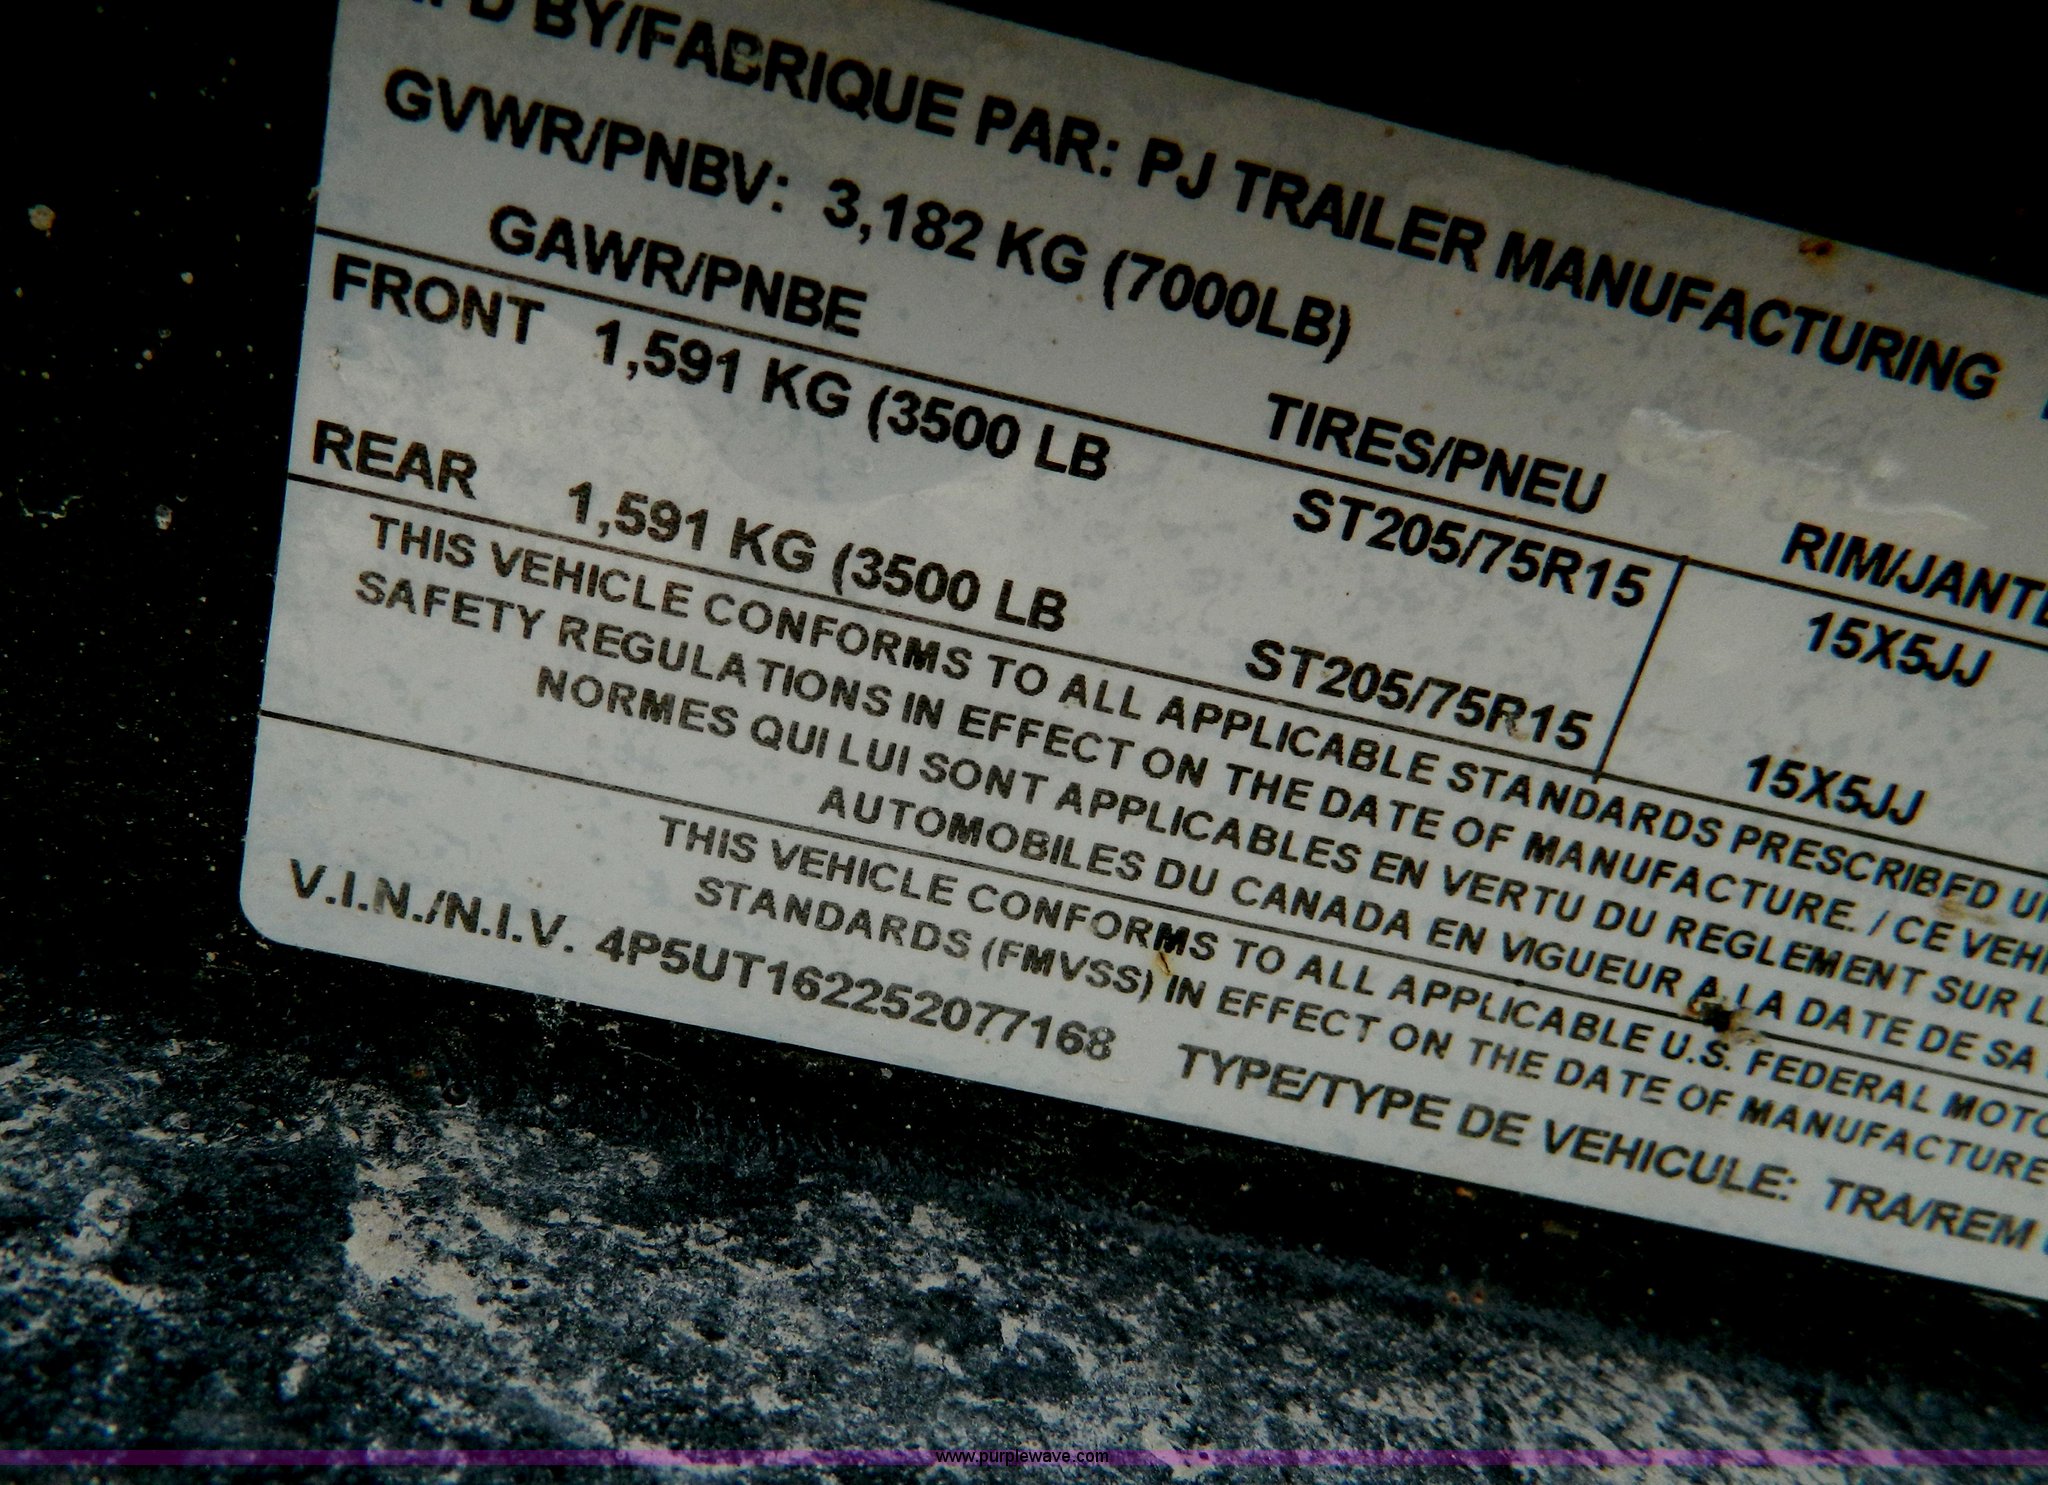 BY/FABRIQUE PAR: PJ TRAILER MANUFACTURING
GVWR/PNBV: 3,182 KG (7000LB)
GAWR/PNBE TIRES/PNEU RIM/JANTE
FRONT 1,591 KG (3500 LB ST205/75R15 15X5JJ
REAR 1,591 KG (3500 LB ST205/75R15 15X5JJ
THIS VEHICLE CONFORMS TO ALL APPLICABLE STANDARDS PRESCRIBED
SAFETY REGULATIONS IN EFFECT ON THE DATE OF MANUFACTURE. / CE
NORMES QUI LUI SONT APPLICABLES EN VERTU DU REGLEMENT SUR
AUTOMOBILES DU CANADA EN VIGUEUR A LA DATE DE SA
THIS VEHICLE CONFORMS TO ALL APPLICABLE U.S. FEDERAL
STANDARDS (FMVSS) IN EFFECT ON THE DATE OF MANUFACTURE
V.I.N./N.I.V. 4P5UT162252077168 TYPE/TYPE DE VEHICULE: TRA/REM
www.purplewave.com